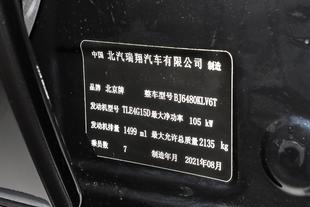 中国 北汽瑞翔汽车有限公司 制造
品牌 北京牌 整车型号 BJ6480KLV6T
发动机型号 TLE4G15D 最大净功率 105 kW
发动机排量 1499 ml 最大允许总质量 2135 kg
乘员数 7 制造年月 2021年08月